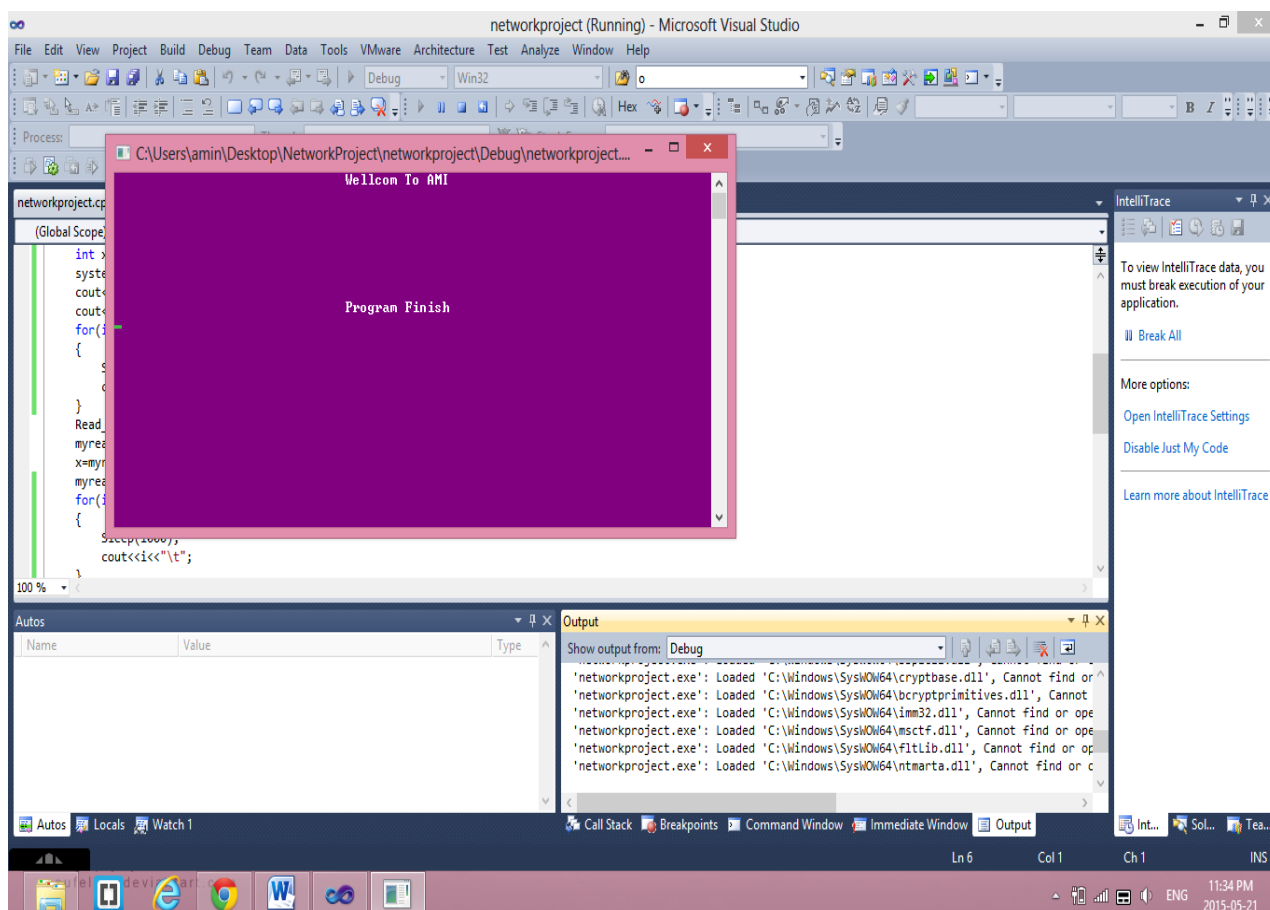 networkproject (Running) - Microsoft Visual Studio
File Edit View Project Build Debug Team Data Tools VMware Architecture Test Analyze Window Help
Debug Win32 o
Hex B I
Process:
C:\Users\amin\Desktop\NetworkProject\networkproject\Debug\networkproject....
Wellcom To AMI
Program Finish
networkproject.cp
(Global Scope)
int x
syste
cout<
cout<
for(i
{
}
Read_
myrea
x=myr
myrea
for(i
{
cout<<i<<"\t";
}
100 %
IntelliTrace
To view IntelliTrace data, you
must break execution of your
application.
Break All
More options:
Open IntelliTrace Settings
Disable Just My Code
Learn more about IntelliTrace
Autos
Name Value Type
Autos Locals Watch 1
Output
Show output from: Debug
'networkproject.exe': Loaded 'C:\Windows\SysWOW64\cryptbase.dll', Cannot find or
'networkproject.exe': Loaded 'C:\Windows\SysWOW64\bcryptprimitives.dll', Cannot
'networkproject.exe': Loaded 'C:\Windows\SysWOW64\imm32.dll', Cannot find or ope
'networkproject.exe': Loaded 'C:\Windows\SysWOW64\msctf.dll', Cannot find or ope
'networkproject.exe': Loaded 'C:\Windows\SysWOW64\fltLib.dll', Cannot find or op
'networkproject.exe': Loaded 'C:\Windows\SysWOW64\ntmarta.dll', Cannot find or o
Call Stack Breakpoints Command Window Immediate Window Output
Int... Sol... Tea...
Ln 6 Col 1 Ch 1 INS
ENG 11:34 PM
2015-05-21